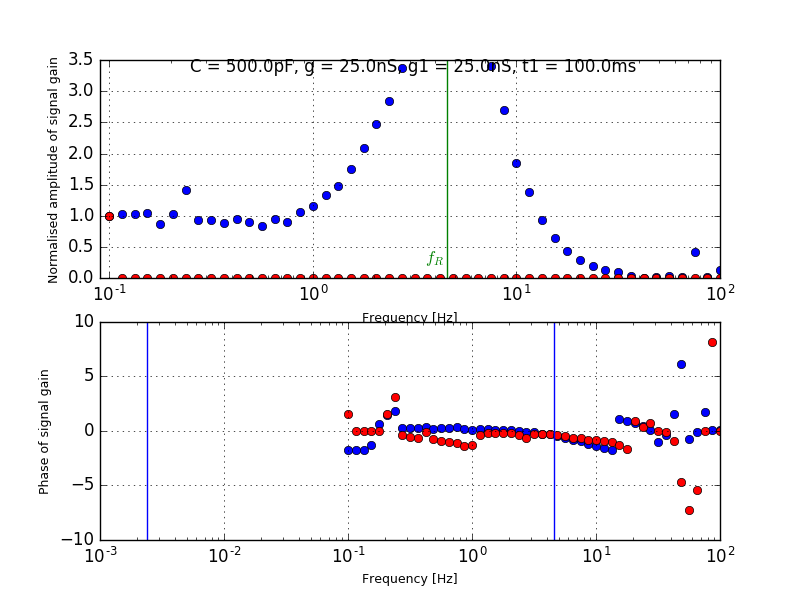 C = 500.0pF, g = 25.0nS, g1 = 25.0nS, t1 = 100.0ms
Normalised amplitude of signal gain
3.5
3.0
2.5
2.0
1.5
1.0
0.5
0.0
f_R
10^-1 10^0 10^1 10^2
Frequency [Hz]
Phase of signal gain
10
5
0
−5
−10
10^-3 10^-2 10^-1 10^0 10^1 10^2
Frequency [Hz]